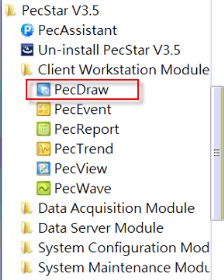 PecStar V3.5
PecAssistant
Un-install PecStar V3.5
Client Workstation Module
PecDraw
PecEvent
PecReport
PecTrend
PecView
PecWave
Data Acquisition Module
Data Server Module
System Configuration Mod
System Maintenance Modul